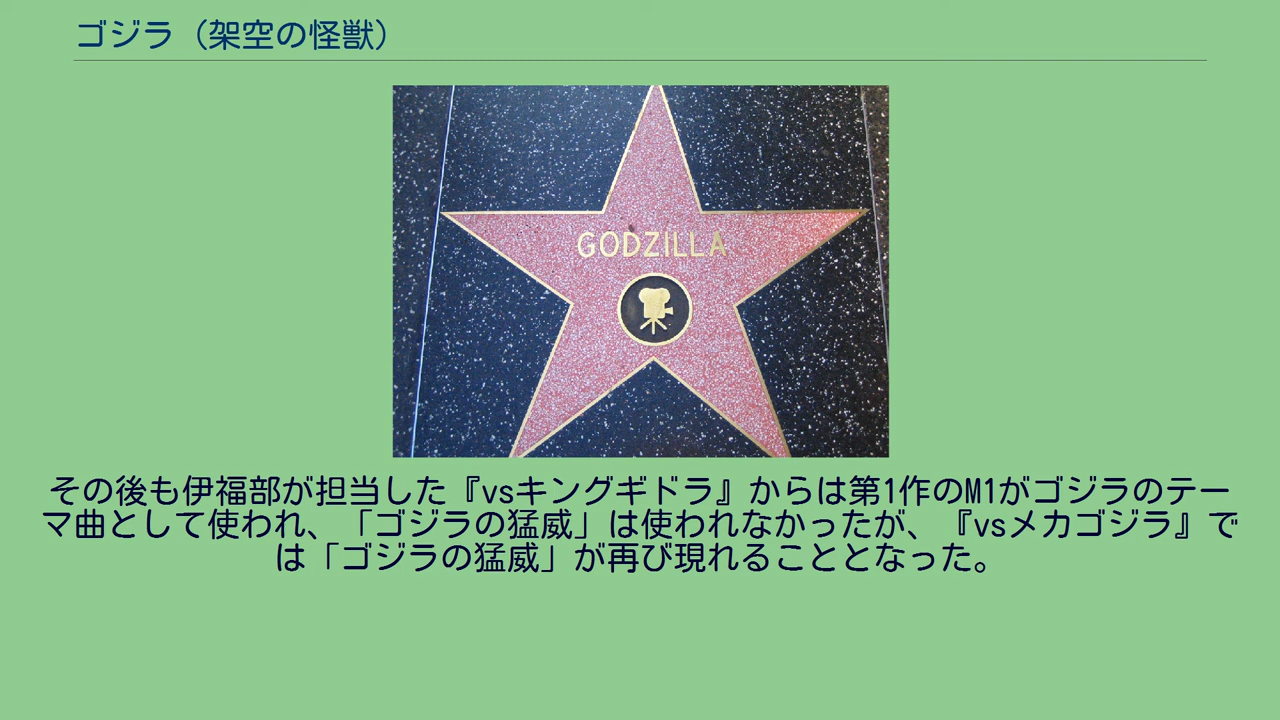 ゴジラ（架空の怪獣）
GODZILLA
その後も伊福部が担当した『vsキングギドラ』からは第1作のM1がゴジラのテー
マ曲として使われ、「ゴジラの猛威」は使われなかったが、『vsメカゴジラ』で
は「ゴジラの猛威」が再び現れることとなった。